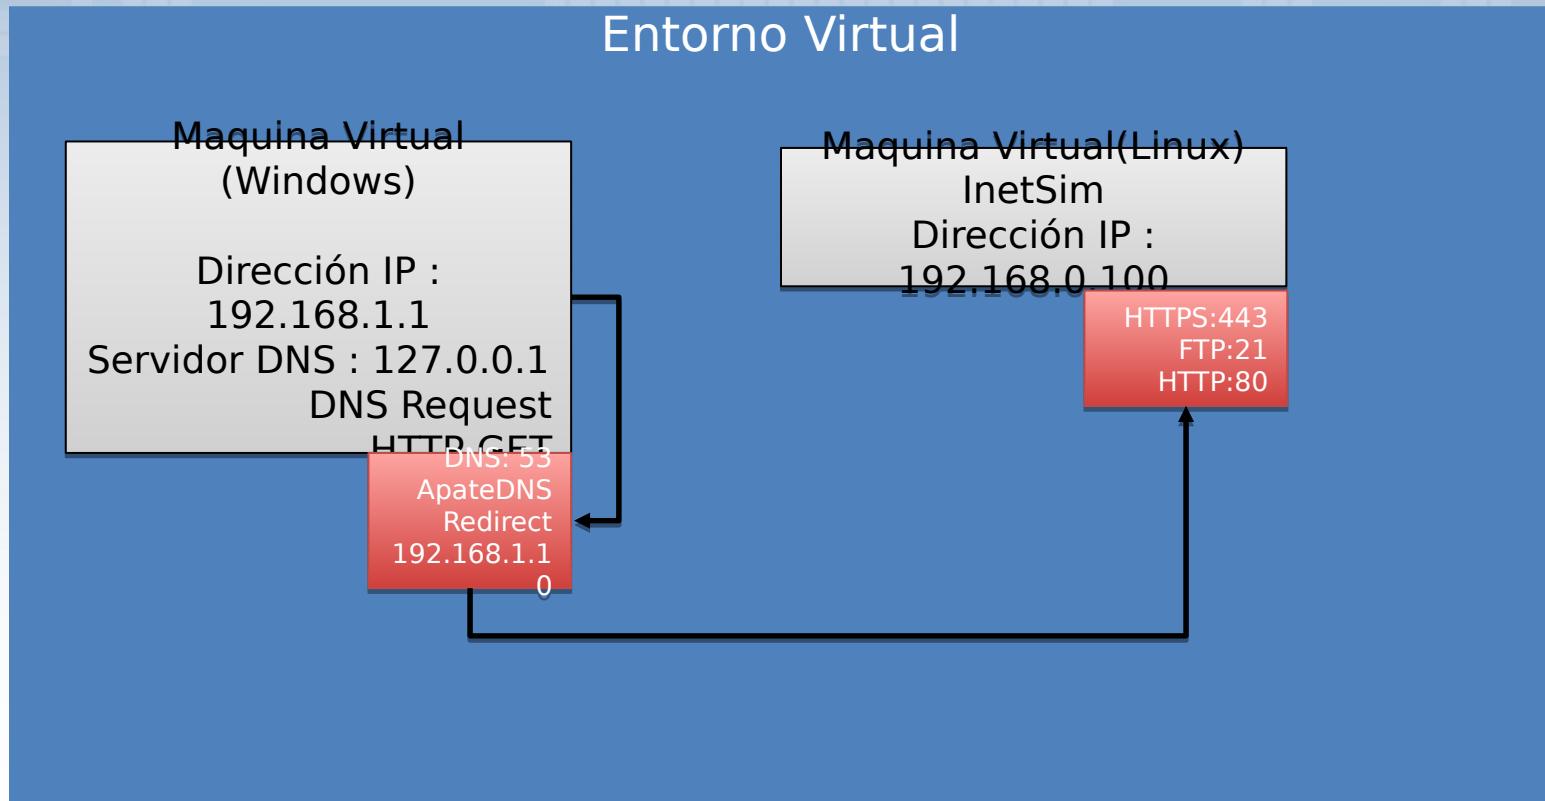 Entorno Virtual
Maquina Virtual
(Windows)
Dirección IP :
192.168.1.1
Servidor DNS : 127.0.0.1
DNS Request
HTTP GET
DNS: 53
ApateDNS
Redirect
192.168.1.1
0
Maquina Virtual(Linux)
InetSim
Dirección IP :
192.168.0.100
HTTPS:443
FTP:21
HTTP:80